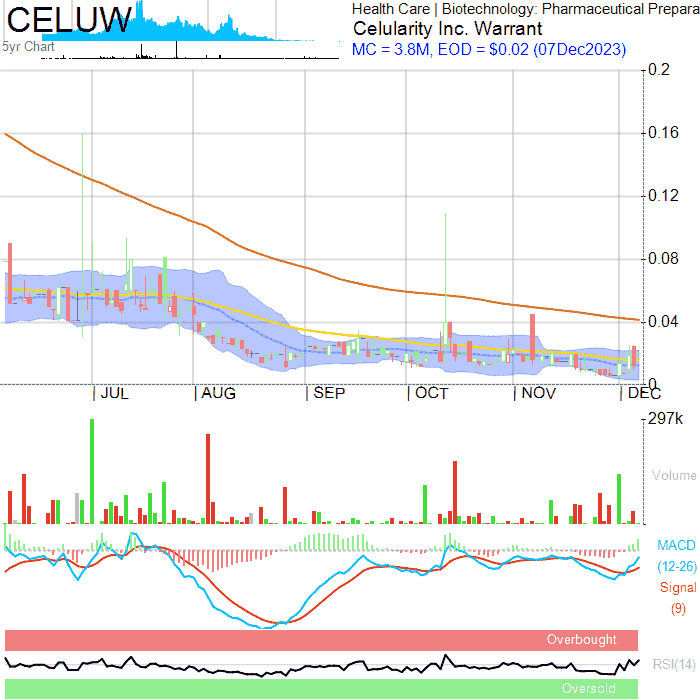 CELUW
5yr Chart
Health Care | Biotechnology: Pharmaceutical Prepara
Celularity Inc. Warrant
MC = 3.8M, EOD = $0.02 (07Dec2023)
0.2
0.16
0.12
0.08
0.04
0
JUL AUG SEP OCT NOV DEC
297k
Volume
MACD
(12-26)
Signal
(9)
Overbought
RSI(14)
Oversold